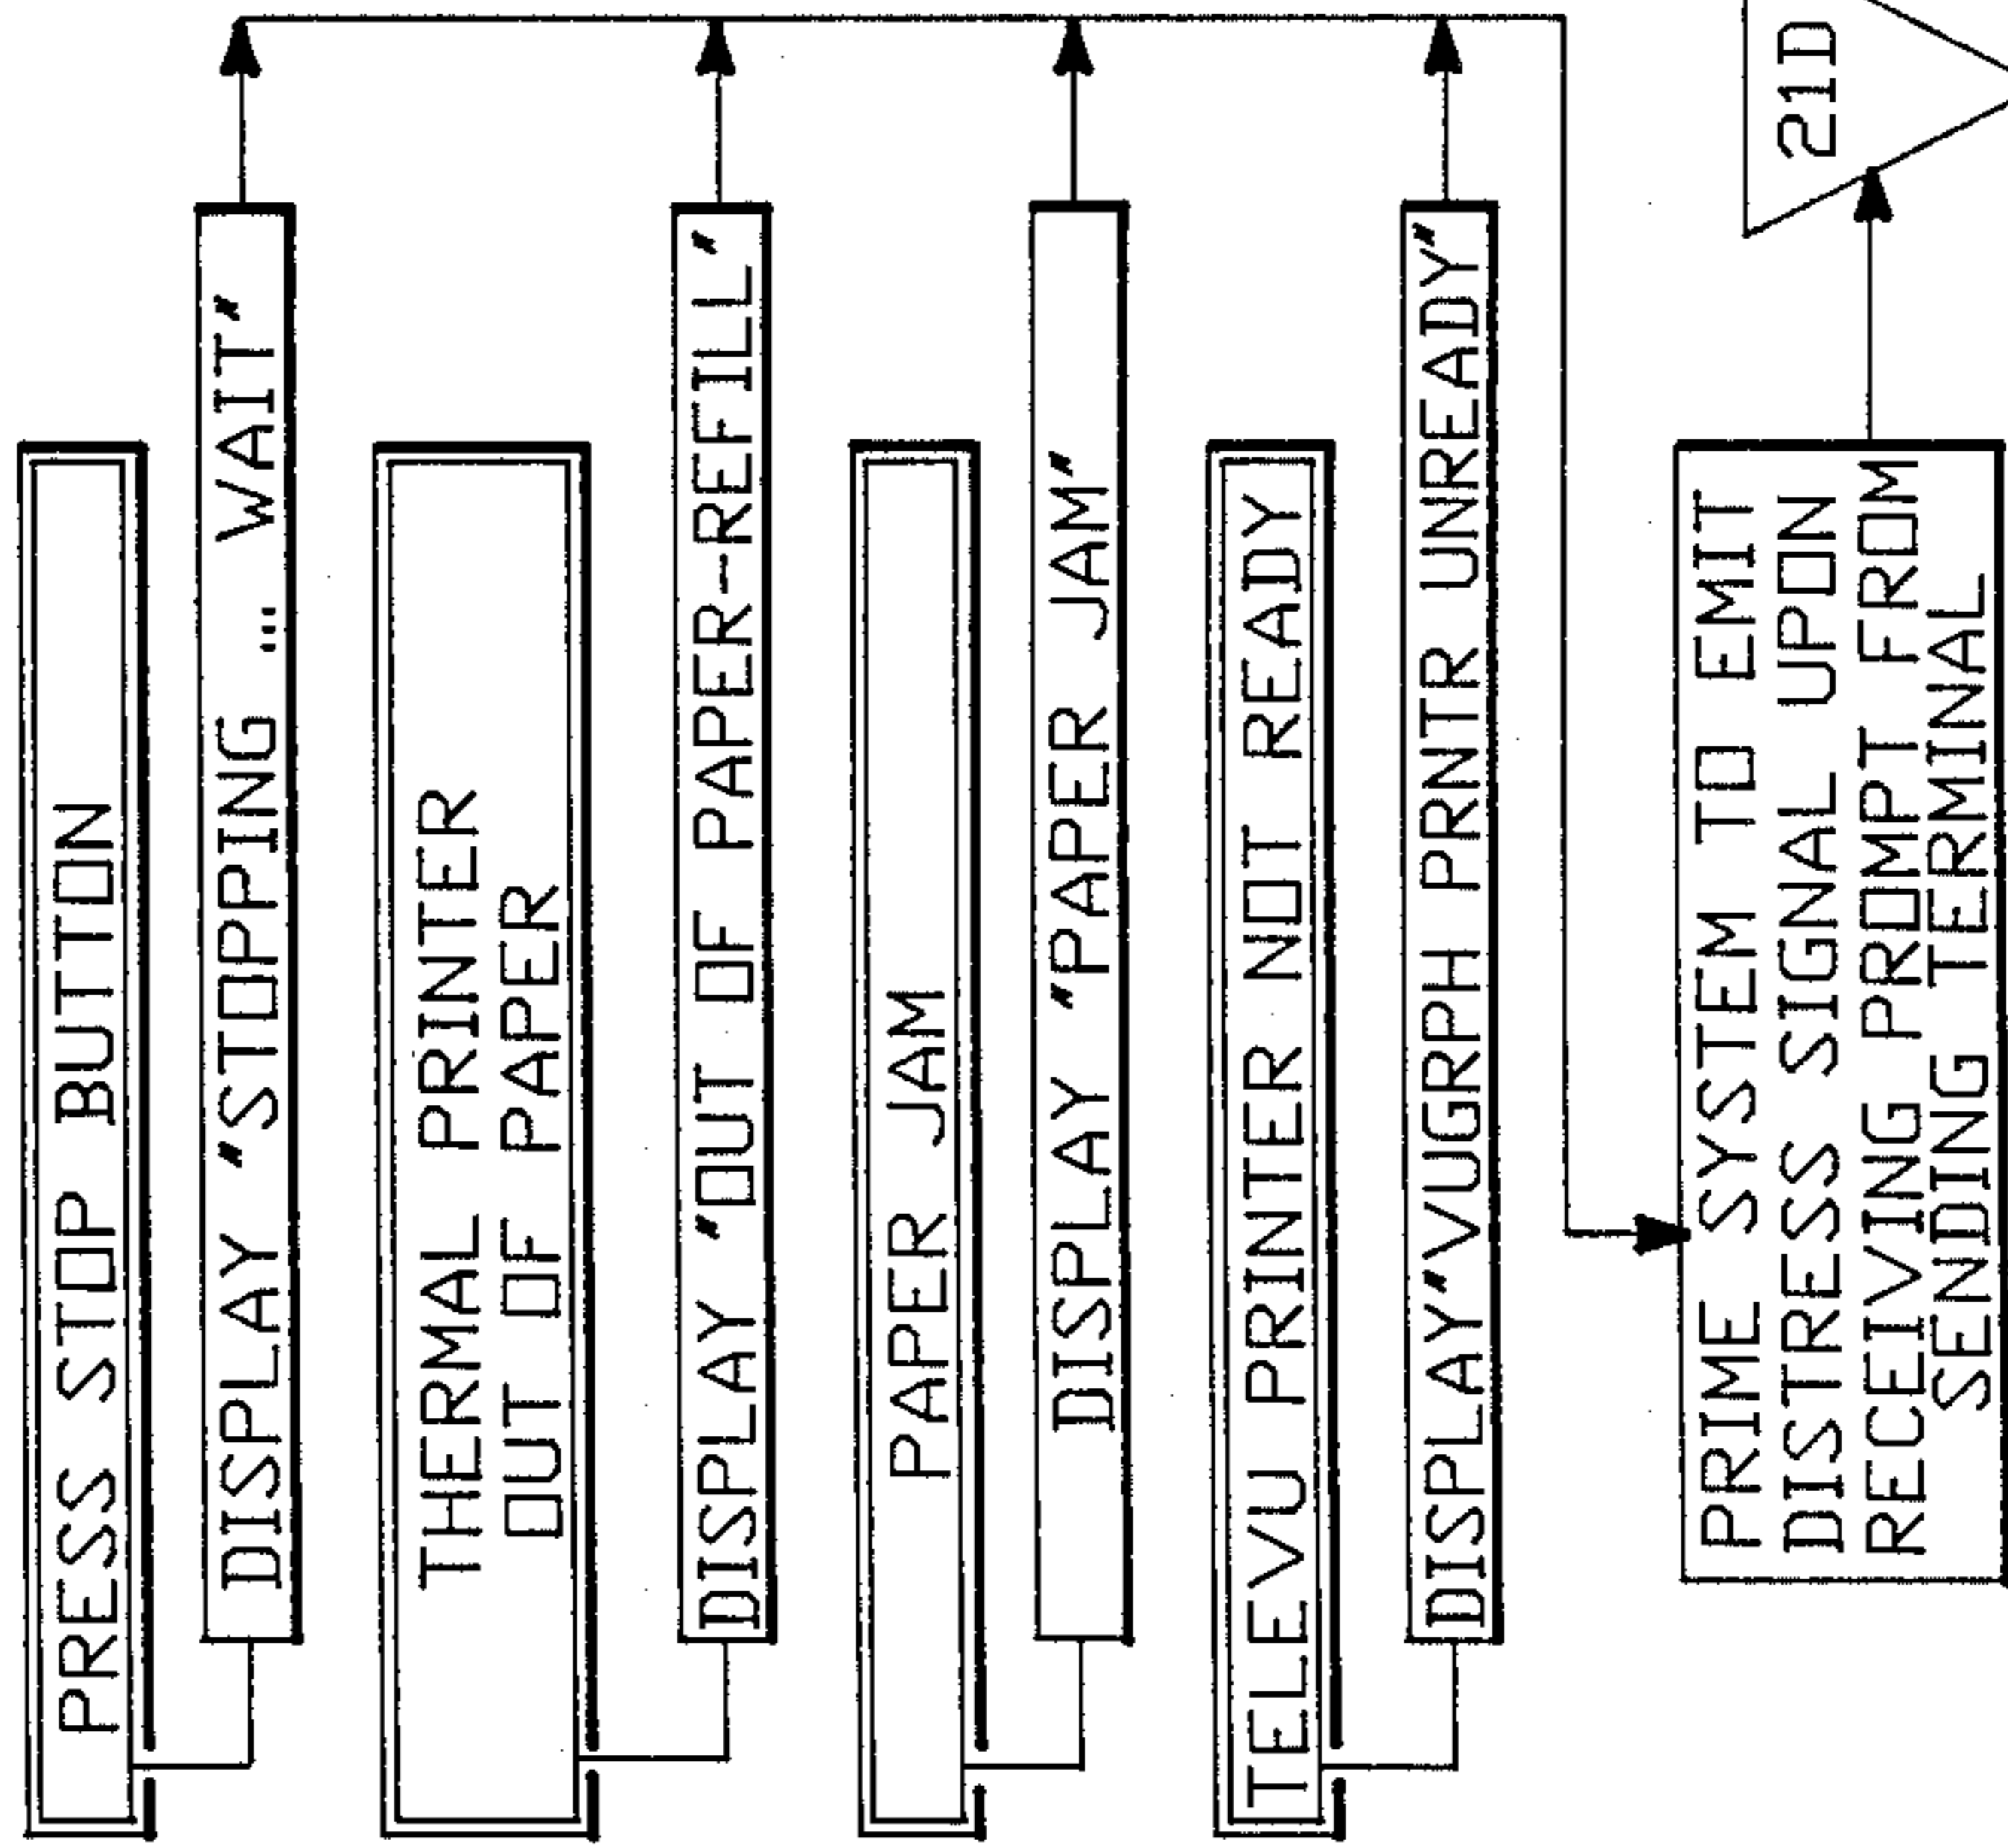 PRESS STOP BUTTON
DISPLAY "STOPPING ... WAIT"
THERMAL PRINTER
OUT OF PAPER
DISPLAY "OUT OF PAPER--REFILL"
PAPER JAM
DISPLAY "PAPER JAM"
TELEVU PRINTER NOT READY
DISPLAY"VUGRPH PRNTR UNREADY"
PRIME SYSTEM TO EMIT
DISTRESS SIGNAL UPON
RECEIVING PROMPT FROM
SENDING TERMINAL
21D